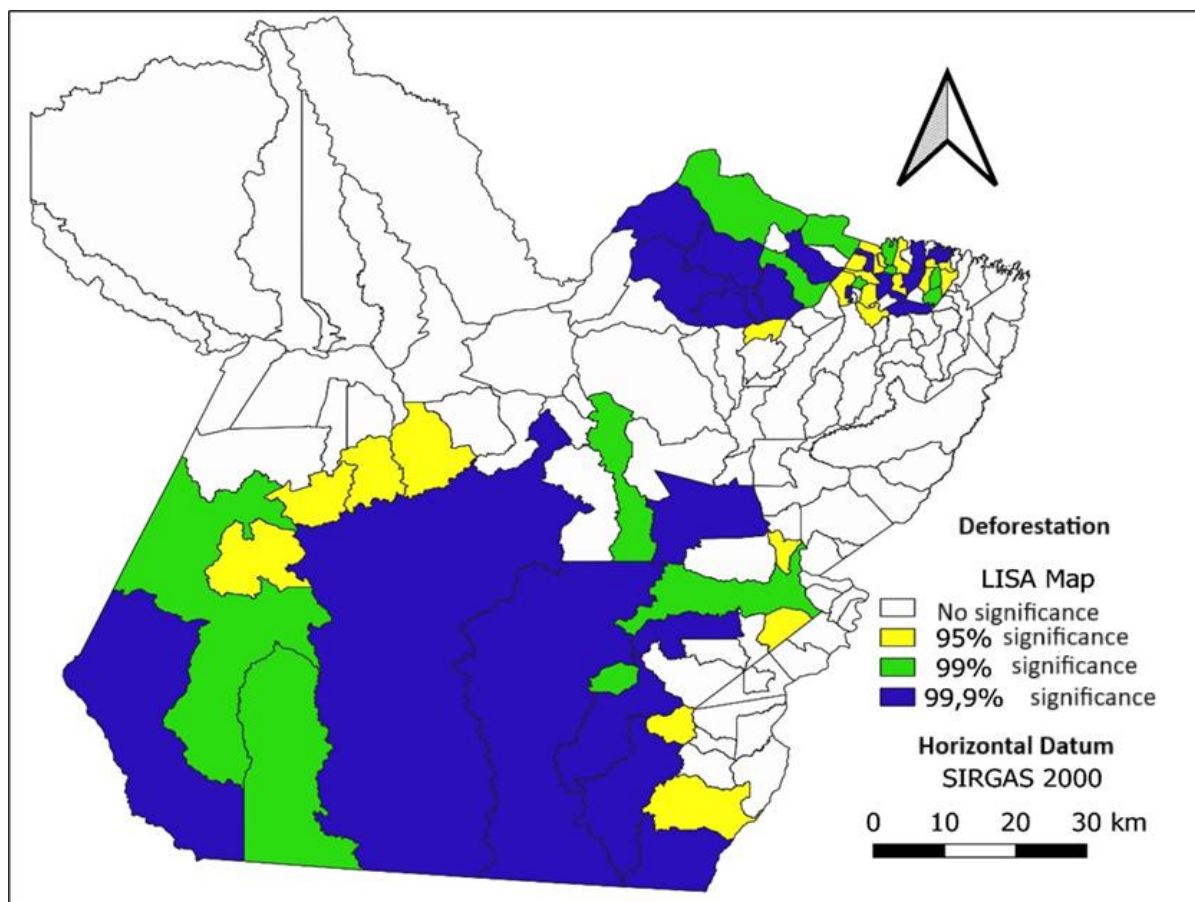 Deforestation
LISA Map
No significance
95% significance
99% significance
99,9% significance
Horizontal Datum
SIRGAS 2000
0 10 20 30 km